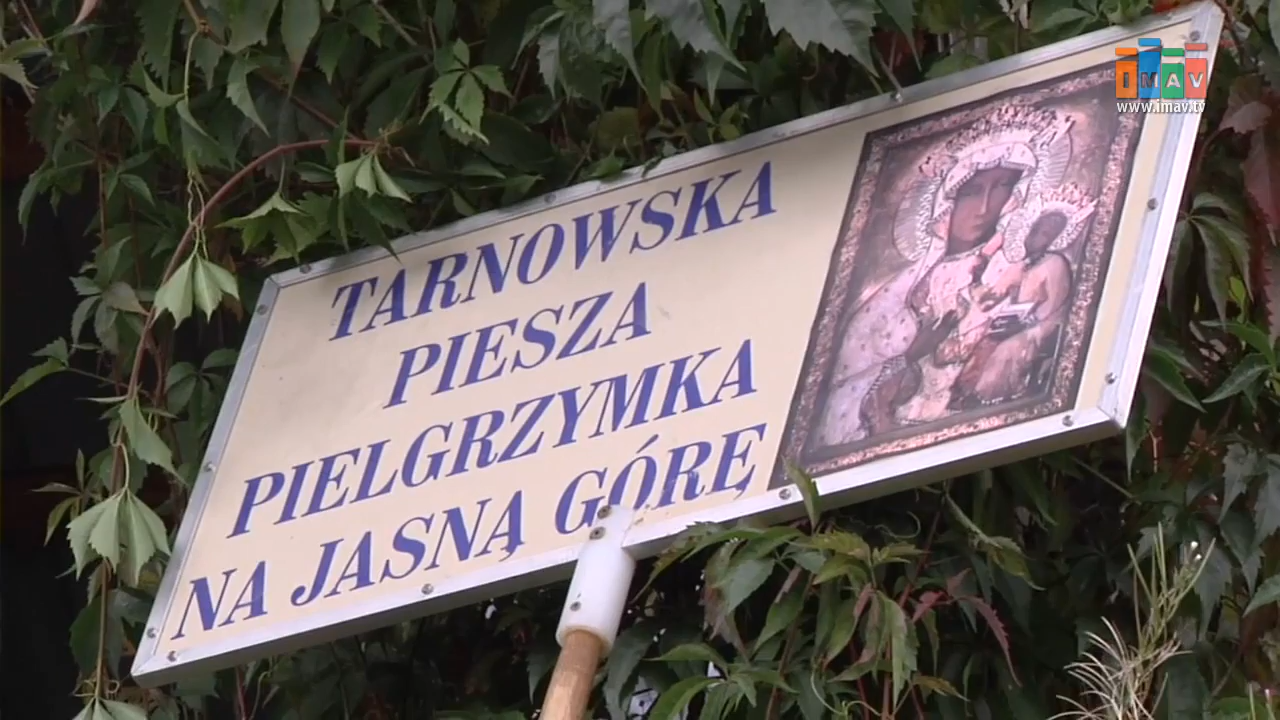 IMAV
www.imav.tv
TARNOWSKA
PIESZA
PIELGRZYMKA
NA JASNĄ GÓRĘ